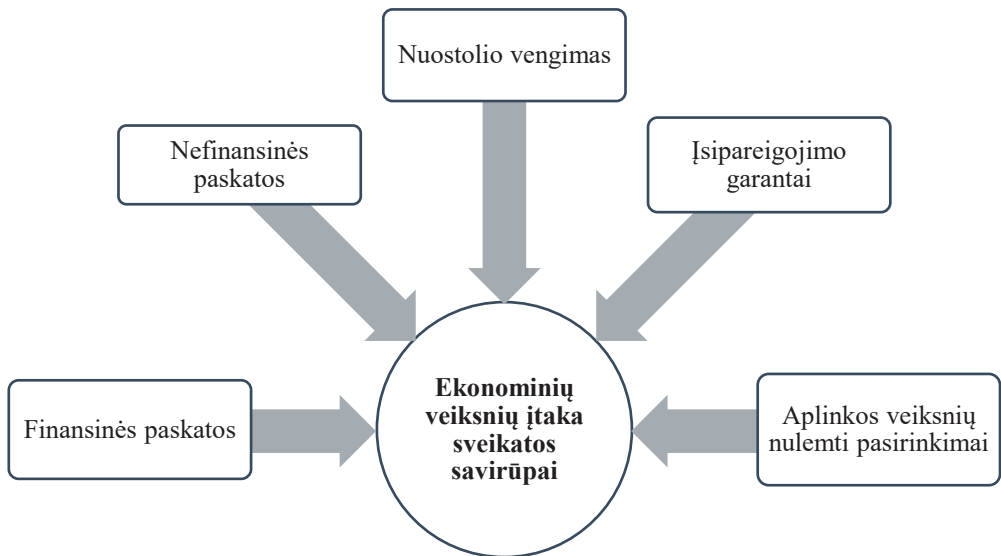 Nuostolio vengimas
Nefinansinės
paskatos
Įsipareigojimo
garantai
Finansinės paskatos
Ekonominių
veiksnių įtaka
sveikatos
savirūpai
Aplinkos veiksnių
nulemti pasirinkimai